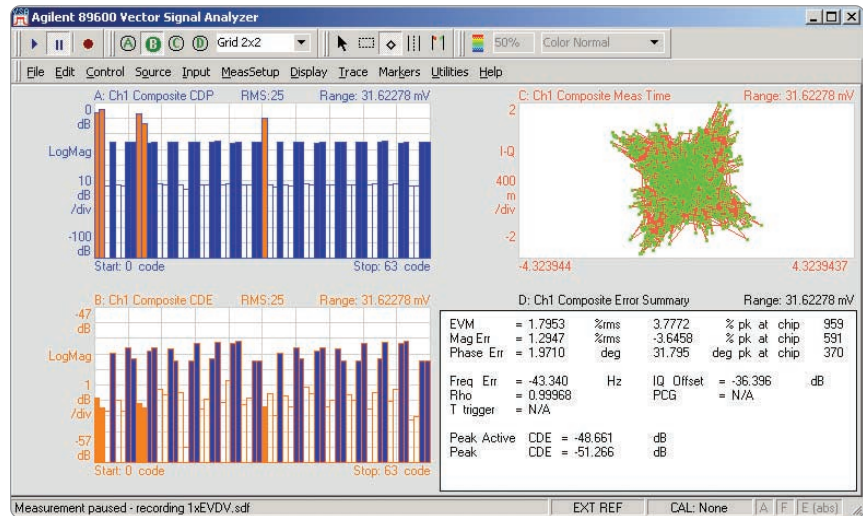 Agilent 89600 Vector Signal Analyzer
A B C D Grid 2x2 50% Color Normal
File Edit Control Source Input MeasSetup Display Trace Markers Utilities Help
A: Ch1 Composite CDP RMS:25 Range: 31.62278 mV
0
dB
LogMag
10
dB
/div
-100
dB
Start: 0 code Stop: 63 code
C: Ch1 Composite Meas Time Range: 31.62278 mV
2
I-Q
400
m
/div
-2
-4.323944 4.3239437
B: Ch1 Composite CDE RMS:25 Range: 31.62278 mV
-47
dB
LogMag
1
dB
/div
-57
dB
Start: 0 code Stop: 63 code
D: Ch1 Composite Error Summary Range: 31.62278 mV
EVM = 1.7953 %rms 3.7772 % pk at chip 959
Mag Err = 1.2947 %rms -3.6458 % pk at chip 591
Phase Err = 1.9710 deg 31.795 deg pk at chip 370
Freq Err = -43.340 Hz IQ Offset = -36.396 dB
Rho = 0.99968 PCG = N/A
T trigger = N/A
Peak Active CDE = -48.661 dB
Peak CDE = -51.266 dB
Measurement paused - recording 1xEVDV.sdf EXT REF CAL: None A F E (abs)